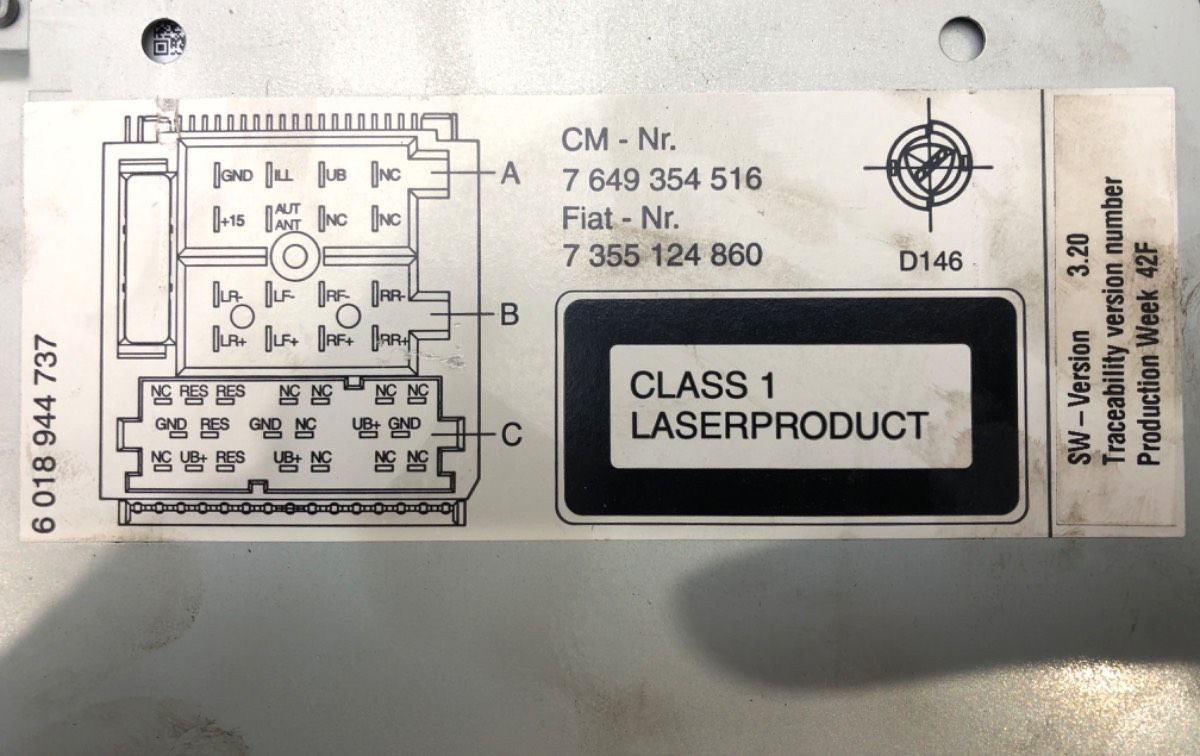 GND ILL UB NC A
+15 AUT ANT NC NC
LR- LF- RF- RR-
B
LR+ LF+ RF+ RR+
NC RES RES NC NC NC NC
GND RES GND NC UB+ GND C
NC UB+ RES UB+ NC NC NC
6 018 944 737
CM - Nr.
7 649 354 516
Fiat - Nr.
7 355 124 860
D146
CLASS 1
LASERPRODUCT
SW - Version 3.20
Traceability version number
Production Week 42F